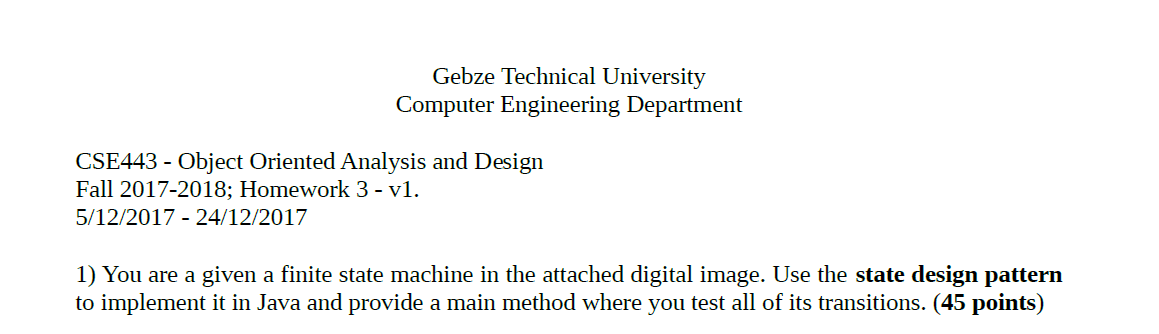 Gebze Technical University
Computer Engineering Department
CSE443 - Object Oriented Analysis and Design
Fall 2017-2018; Homework 3 - v1.
5/12/2017 - 24/12/2017
1) You are a given a finite state machine in the attached digital image. Use the state design pattern
to implement it in Java and provide a main method where you test all of its transitions. (45 points)